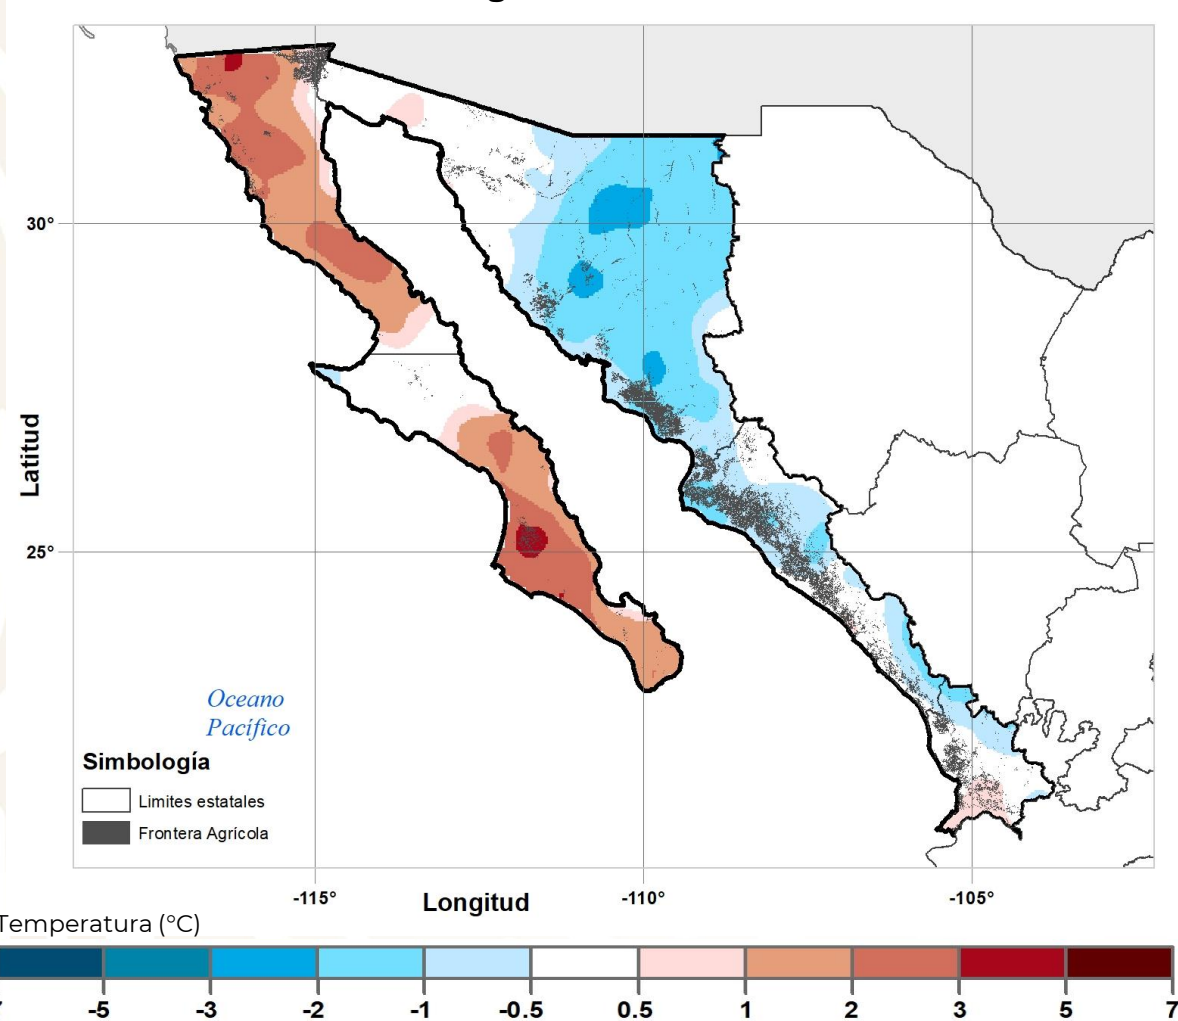 30°
25°
Latitud
Oceano
Pacífico
Simbología
Limites estatales
Frontera Agrícola
-115°
-110°
-105°
Longitud
Temperatura (°C)
-5
-3
-2
-1
-0.5
0.5
1
2
3
5
7